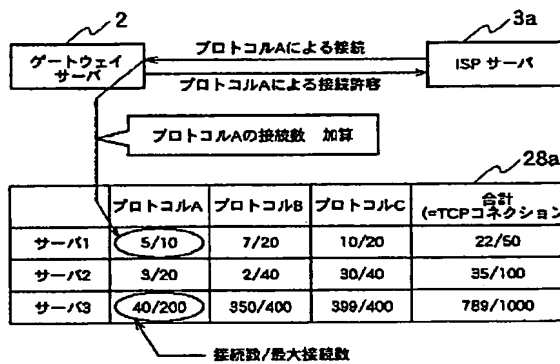 2
3a
プロトコルAによる接続
ゲートウェイ
サーバ
ISP サーバ
プロトコルAによる接続許容
プロトコルAの接続数 加算
28a
プロトコルA プロトコルB プロトコルC 合計
(=TCPコネクション
サーバ1 5/10 7/20 10/20 22/50
サーバ2 3/20 2/40 30/40 35/100
サーバ3 40/200 350/400 399/400 789/1000
接続数/最大接続数